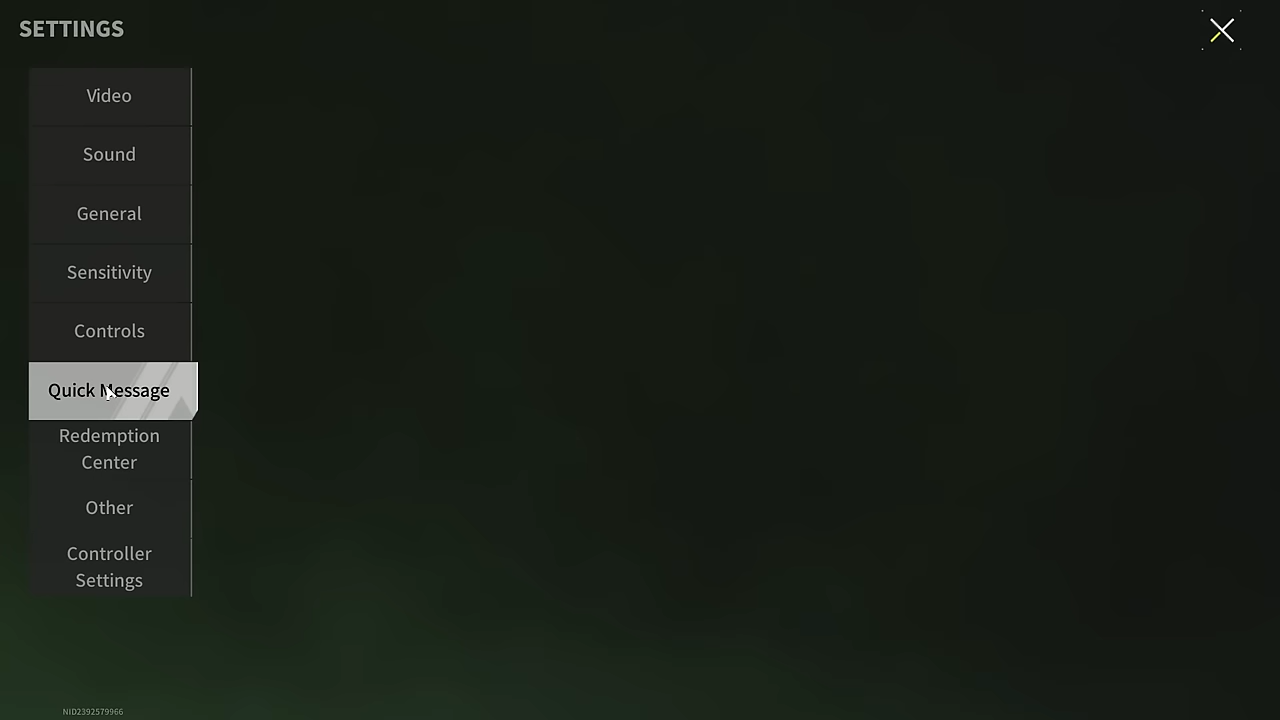 SETTINGS
Video
Sound
General
Sensitivity
Controls
Quick Message
Redemption
Center
Other
Controller
Settings
NID2392579966